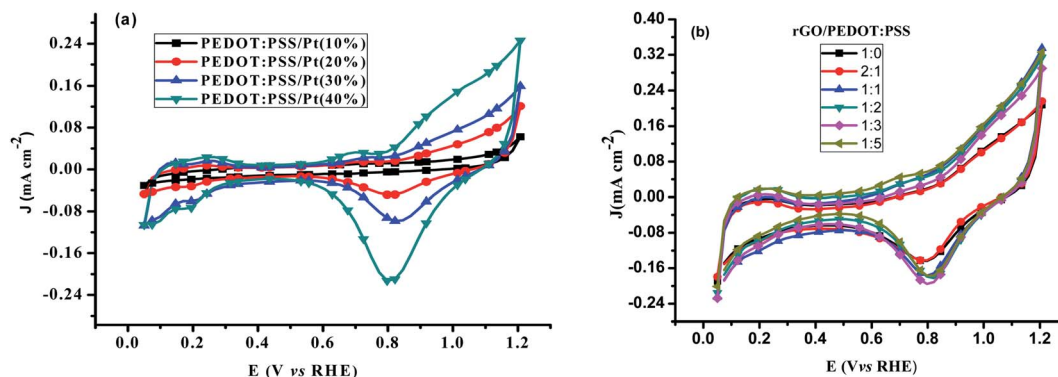 (a)
PEDOT:PSS/Pt(10%)
PEDOT:PSS/Pt(20%)
PEDOT:PSS/Pt(30%)
PEDOT:PSS/Pt(40%)
0.24
0.16
0.08
0.00
-0.08
-0.16
-0.24
J (mA cm-2)
0.0 0.2 0.4 0.6 0.8 1.0 1.2
E (V vs RHE)
(b)
rGO/PEDOT:PSS
1:0
2:1
1:1
1:2
1:3
1:5
0.40
0.32
0.24
0.16
0.08
0.00
-0.08
-0.16
-0.24
J(mA cm-2)
0.0 0.2 0.4 0.6 0.8 1.0 1.2
E (Vvs RHE)